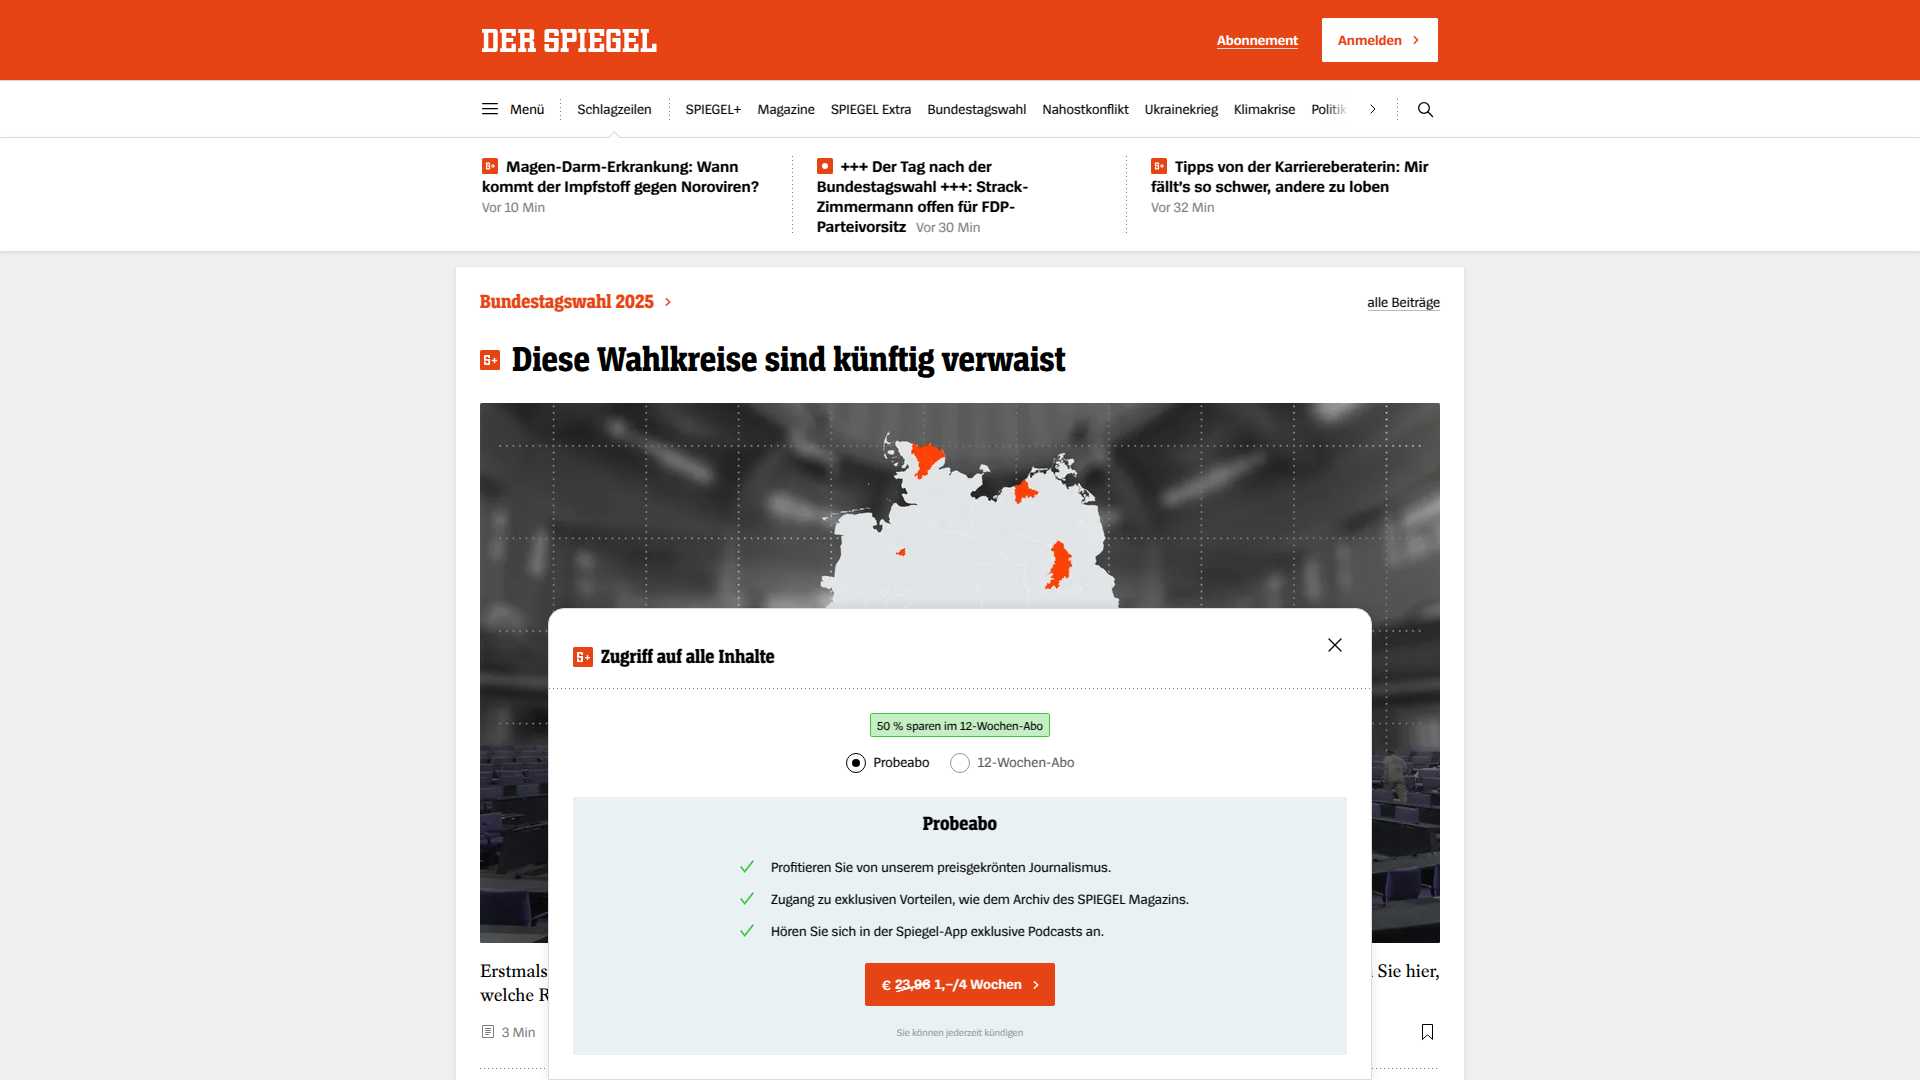 DER SPIEGEL
Abonnement
Anmelden
Menü
Schlagzeilen
SPIEGEL+
Magazine
SPIEGEL Extra
Bundestagswahl
Nahostkonflikt
Ukrainekrieg
Klimakrise
Politik
Magen-Darm-Erkrankung: Wann
kommt der Impfstoff gegen Noroviren?
Vor 10 Min
+++ Der Tag nach der
Bundestagswahl +++: Strack-
Zimmermann offen für FDP-
Parteivorsitz Vor 30 Min
Tipps von der Karriereberaterin: Mir
fällt's so schwer, andere zu loben
Vor 32 Min
Bundestagswahl 2025
alle Beiträge
S+ Diese Wahlkreise sind künftig verwaist
S+ Zugriff auf alle Inhalte
50 % sparen im 12-Wochen-Abo
Probeabo
12-Wochen-Abo
Probeabo
Profitieren Sie von unserem preisgekrönten Journalismus.
Zugang zu exklusiven Vorteilen, wie dem Archiv des SPIEGEL Magazins.
Hören Sie sich in der Spiegel-App exklusive Podcasts an.
€ 23,96 1,–/4 Wochen
Sie können jederzeit kündigen
Erstmals
Sie hier,
welche R
3 Min